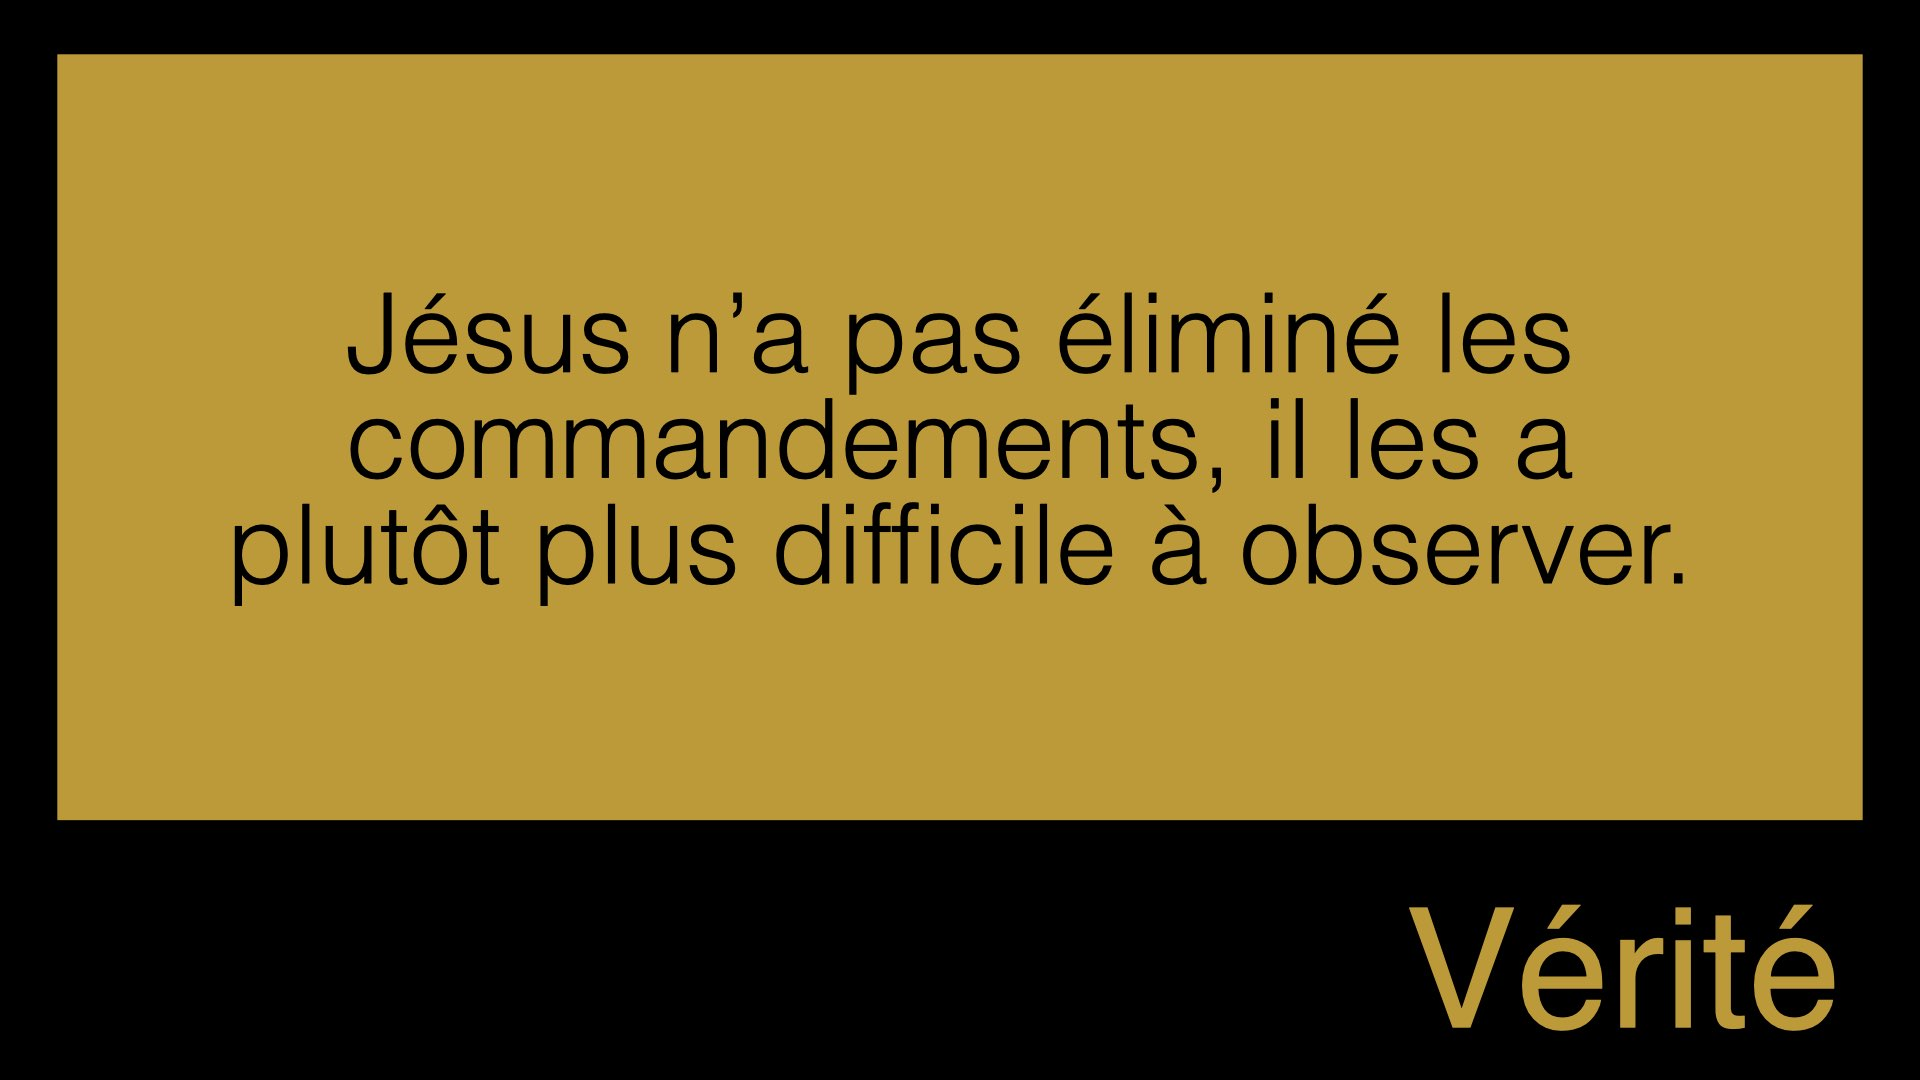 Jésus n’a pas éliminé les
commandements, il les a
plutôt plus difficile à observer.
Vérité